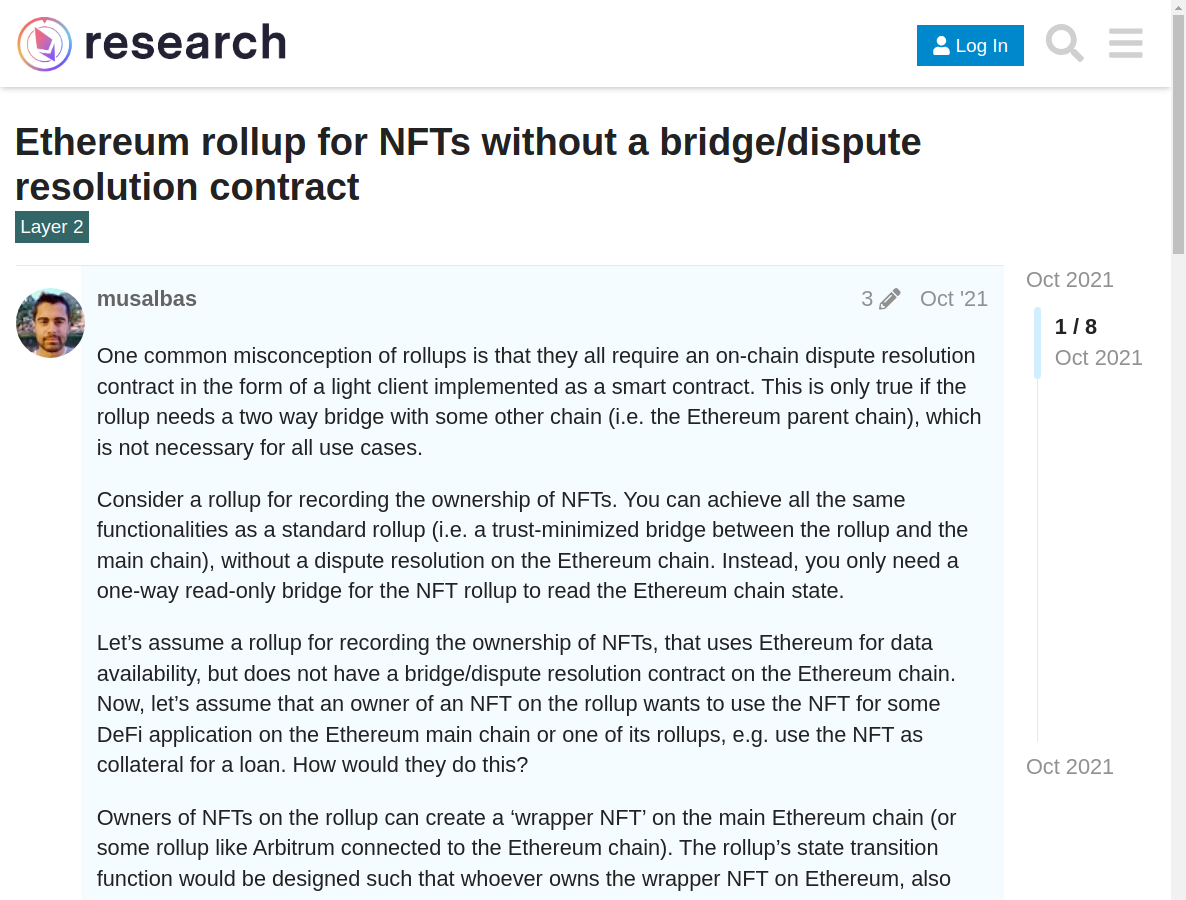 research
Log In
Ethereum rollup for NFTs without a bridge/dispute
resolution contract
Layer 2
musalbas
3
Oct '21
One common misconception of rollups is that they all require an on-chain dispute resolution
contract in the form of a light client implemented as a smart contract. This is only true if the
rollup needs a two way bridge with some other chain (i.e. the Ethereum parent chain), which
is not necessary for all use cases.
Consider a rollup for recording the ownership of NFTs. You can achieve all the same
functionalities as a standard rollup (i.e. a trust-minimized bridge between the rollup and the
main chain), without a dispute resolution on the Ethereum chain. Instead, you only need a
one-way read-only bridge for the NFT rollup to read the Ethereum chain state.
Let’s assume a rollup for recording the ownership of NFTs, that uses Ethereum for data
availability, but does not have a bridge/dispute resolution contract on the Ethereum chain.
Now, let’s assume that an owner of an NFT on the rollup wants to use the NFT for some
DeFi application on the Ethereum main chain or one of its rollups, e.g. use the NFT as
collateral for a loan. How would they do this?
Owners of NFTs on the rollup can create a ‘wrapper NFT’ on the main Ethereum chain (or
some rollup like Arbitrum connected to the Ethereum chain). The rollup’s state transition
function would be designed such that whoever owns the wrapper NFT on Ethereum, also
Oct 2021
1 / 8
Oct 2021
Oct 2021